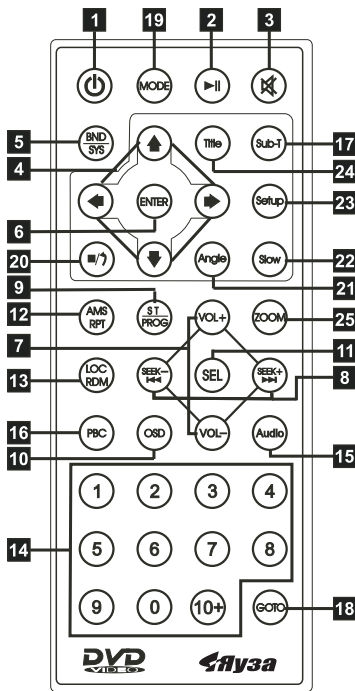 1 19 2 3
MODE ►II
5 BND SYS Title Sub-T 17
4 24
ENTER Setup 23
6
20 ■/ Angle Slow 22
9 21
12 AMS RPT ST PROG VOL+ ZOOM 25
7 11
13 LOC RDM SEEK– I◄◄ SEL SEEK+ ►►I 8
16 PBC OSD VOL– Audio 15
10
1 2 3 4
14 5 6 7 8
9 0 10+ GOTO 18
DVD VIDEO Яуза